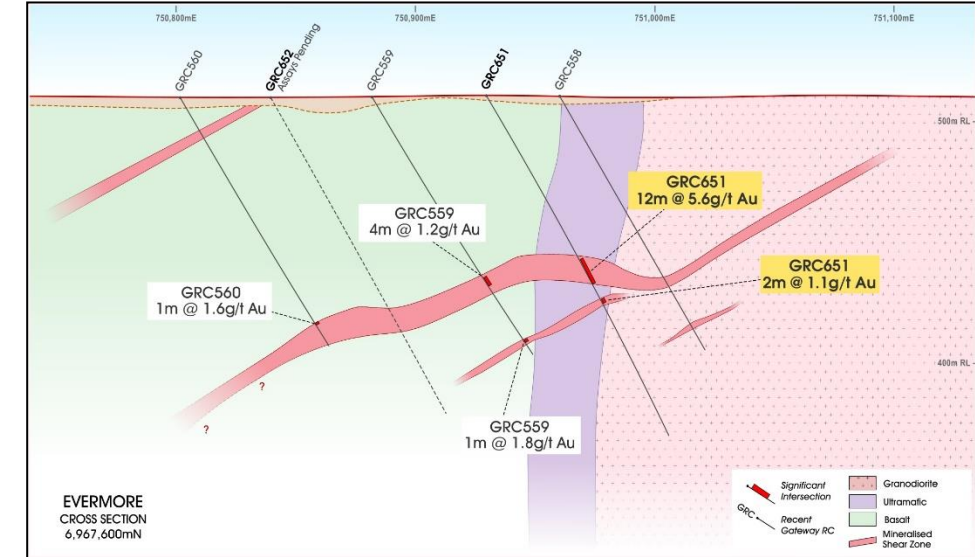 750,800mE
750,900mE
751,000mE
751,100mE
GRC560
GRC652
Assays Pending
GRC559
GRC651
GRC558
500m RL
GRC651
12m @ 5.6g/t Au
GRC559
4m @ 1.2g/t Au
GRC651
2m @ 1.1g/t Au
GRC560
1m @ 1.6g/t Au
400m RL
?
?
GRC559
1m @ 1.8g/t Au
EVERMORE
CROSS SECTION
6,967,600mN
Significant
Intersection
GRC
Recent
Gateway RC
Granodiorite
Ultramatic
Basalt
Mineralised
Shear Zone